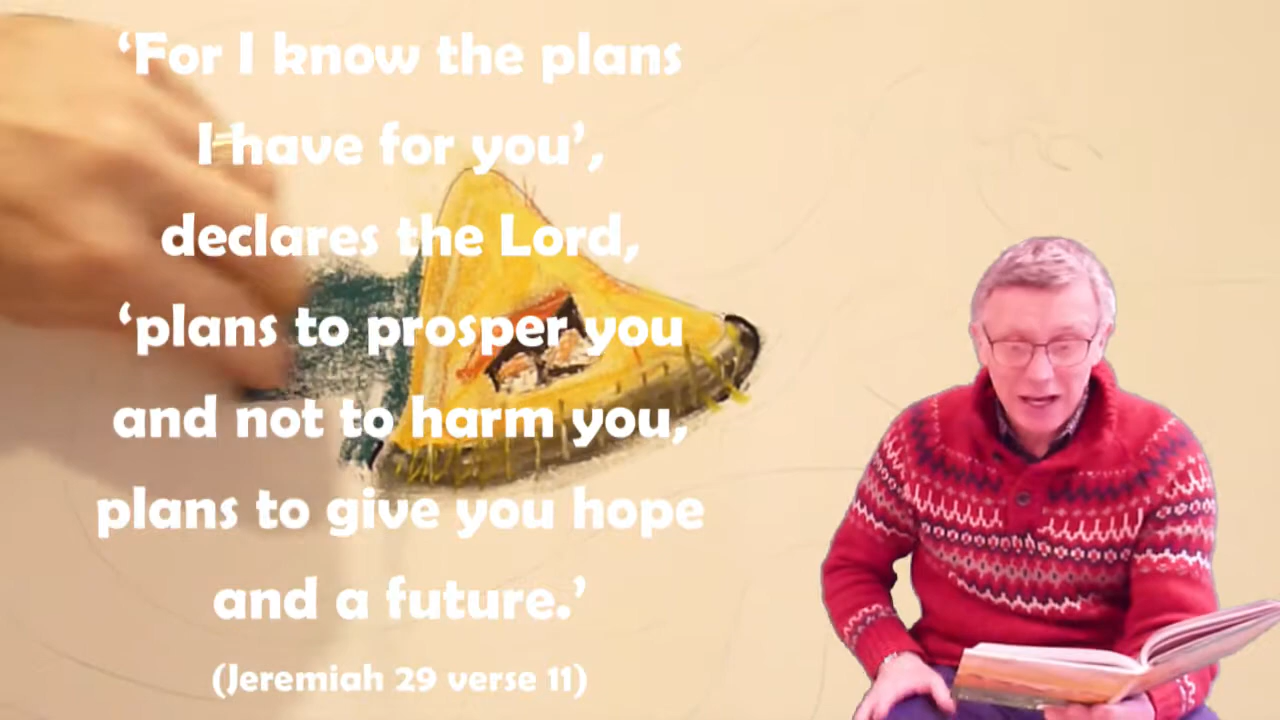 ‘For I know the plans
I have for you’,
declares the Lord,
‘plans to prosper you
and not to harm you,
plans to give you hope
and a future.’
(Jeremiah 29 verse 11)